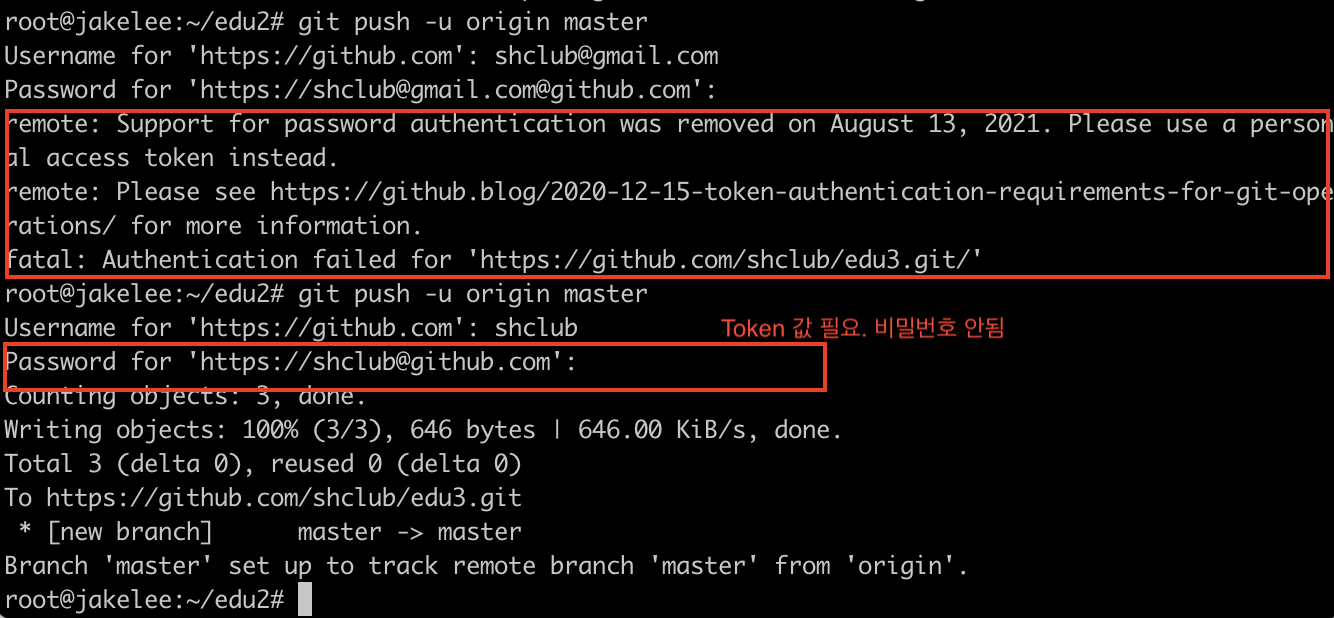 root@jakelee:~/edu2# git push -u origin master
Username for 'https://github.com': shclub@gmail.com
Password for 'https://shclub@gmail.com@github.com':
remote: Support for password authentication was removed on August 13, 2021. Please use a person
al access token instead.
remote: Please see https://github.blog/2020-12-15-token-authentication-requirements-for-git-ope
rations/ for more information.
fatal: Authentication failed for 'https://github.com/shclub/edu3.git/'
root@jakelee:~/edu2# git push -u origin master
Username for 'https://github.com': shclub
Token 값 필요. 비밀번호 안됨
Password for 'https://shclub@github.com':
Counting objects: 3, done.
Writing objects: 100% (3/3), 646 bytes | 646.00 KiB/s, done.
Total 3 (delta 0), reused 0 (delta 0)
To https://github.com/shclub/edu3.git
 * [new branch]      master -> master
Branch 'master' set up to track remote branch 'master' from 'origin'.
root@jakelee:~/edu2#